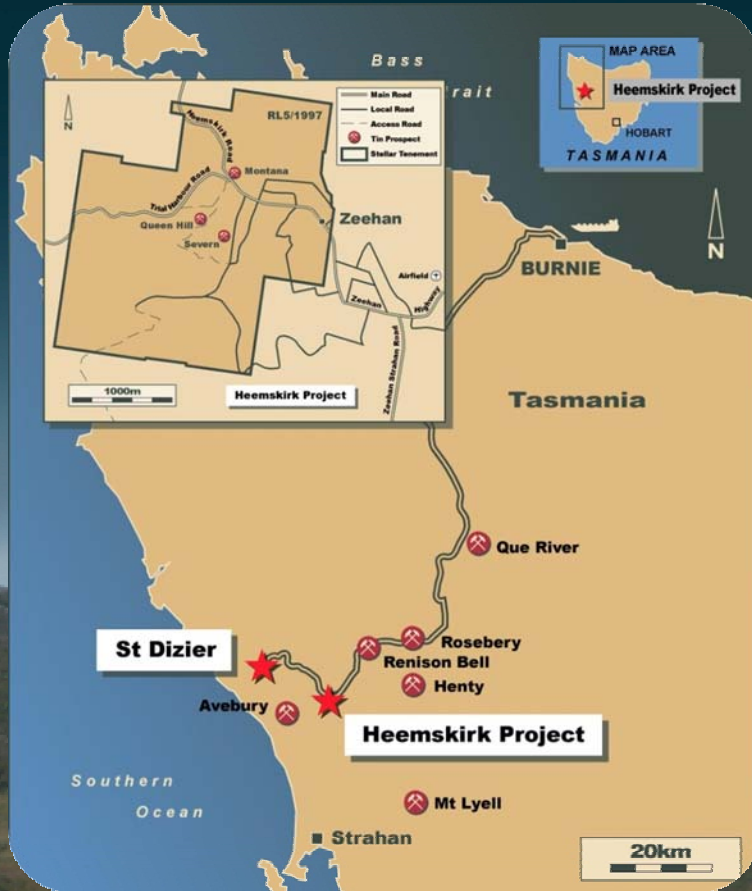 Bass
rait
MAP AREA
Heemskirk Project
HOBART
TASMANIA
N
RL5/1997
Main Road
Local Road
Access Road
Tin Prospect
Stellar Tenement
Heemskirk Road
Montana
Trial Harbour Road
Queen Hill
Severn
Zeehan
Airfield
Zeehan
Highway
Zeehan Strahan Road
1000m
Heemskirk Project
N
BURNIE
Tasmania
Que River
St Dizier
Rosebery
Renison Bell
Henty
Avebury
Heemskirk Project
Southern
Ocean
Mt Lyell
Strahan
20km